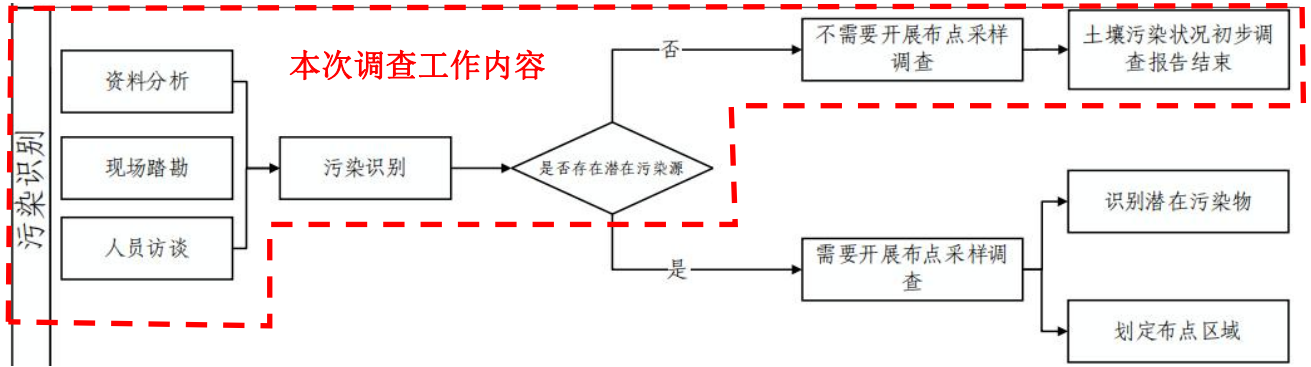 污染识别
本次调查工作内容
资料分析
现场踏勘
人员访谈
污染识别
是否存在潜在污染源
否
不需要开展布点采样
调查
土壤污染状况初步调
查报告结束
是
需要开展布点采样调
查
识别潜在污染物
划定布点区域